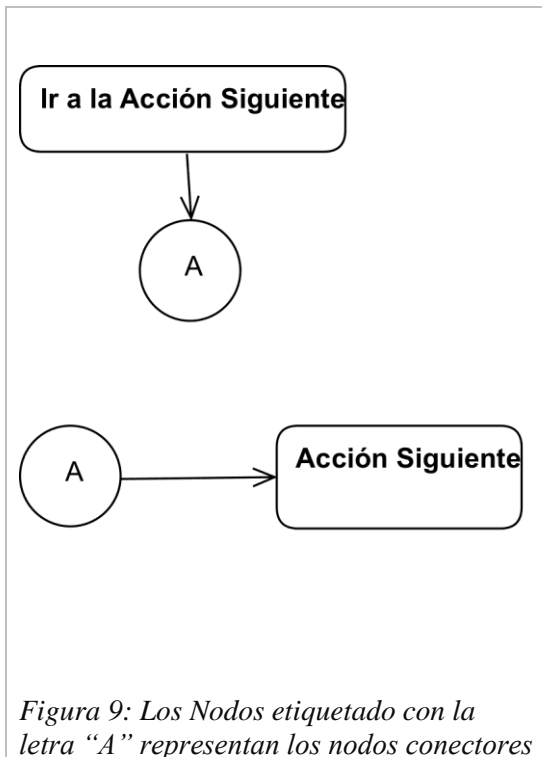 Ir a la Acción Siguiente
A
A
Acción Siguiente
Figura 9: Los Nodos etiquetado con la
letra “A” representan los nodos conectores